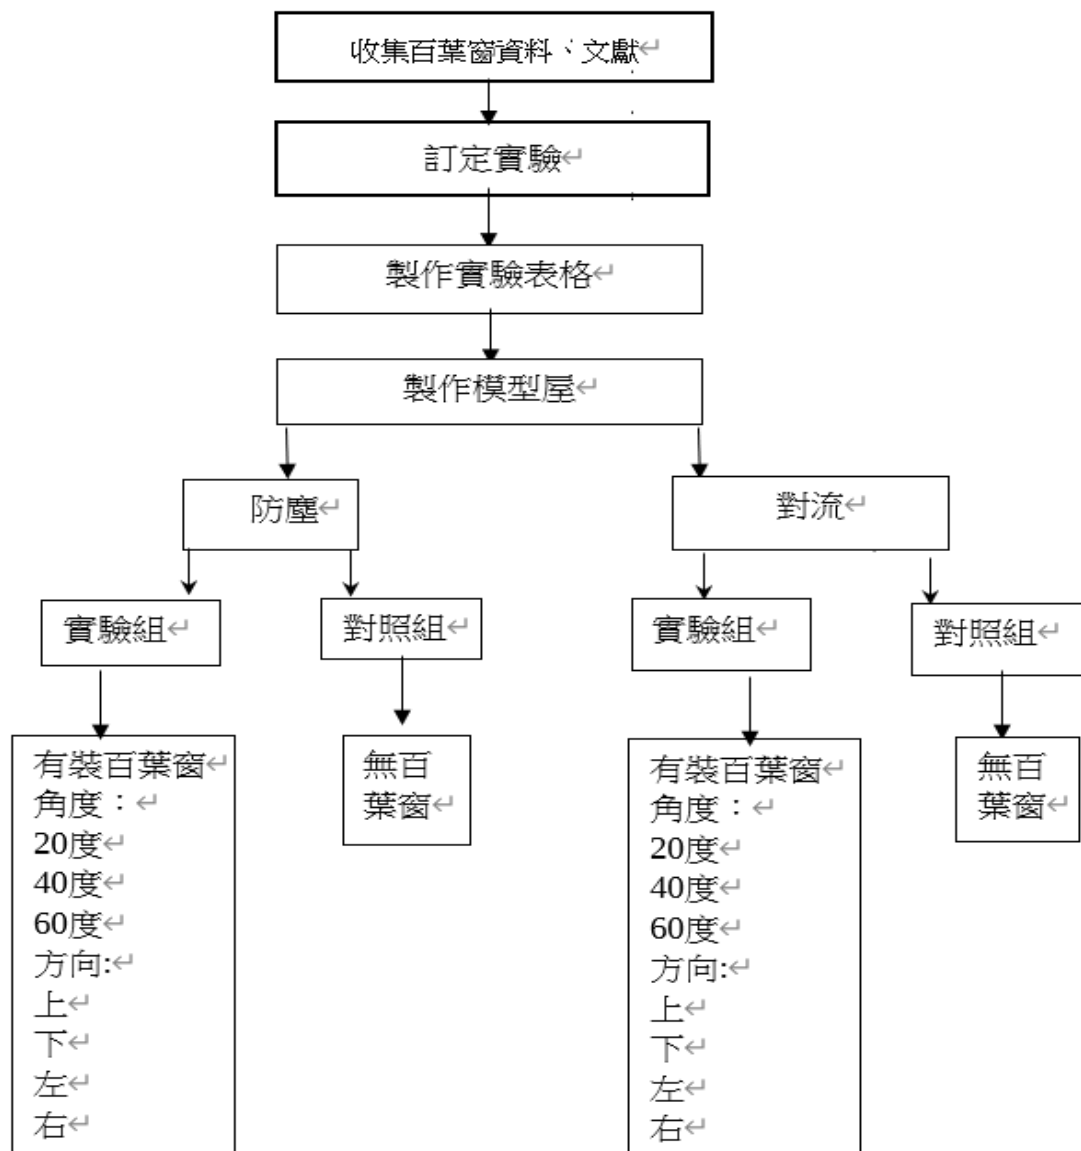 收集百葉窗資料、文獻
訂定實驗
製作實驗表格
製作模型屋
防塵
對流
實驗組
對照組
實驗組
對照組
有裝百葉窗
角度：
20度
40度
60度
方向:
上
下
左
右
無百
葉窗
有裝百葉窗
角度：
20度
40度
60度
方向:
上
下
左
右
無百
葉窗